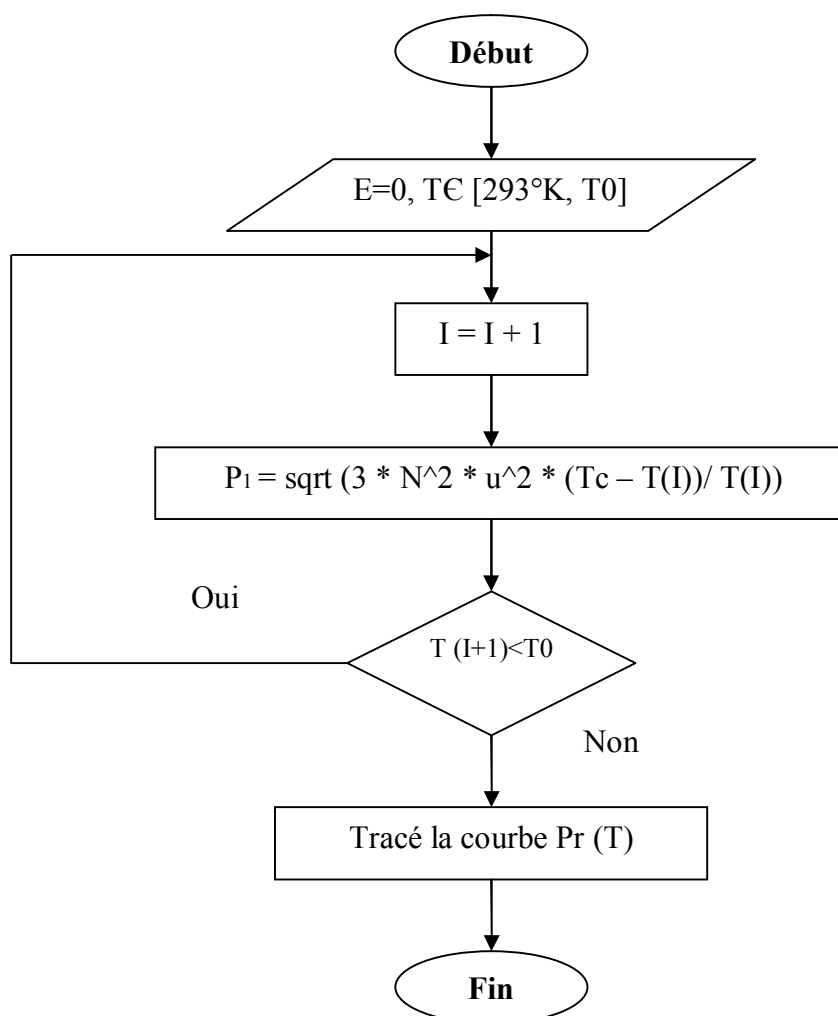 Début
E=0, TЄ [293°K, T0]
I = I + 1
P1 = sqrt (3 * N^2 * u^2 * (Tc – T(I))/ T(I))
Oui
T (I+1)<T0
Non
Tracé la courbe Pr (T)
Fin